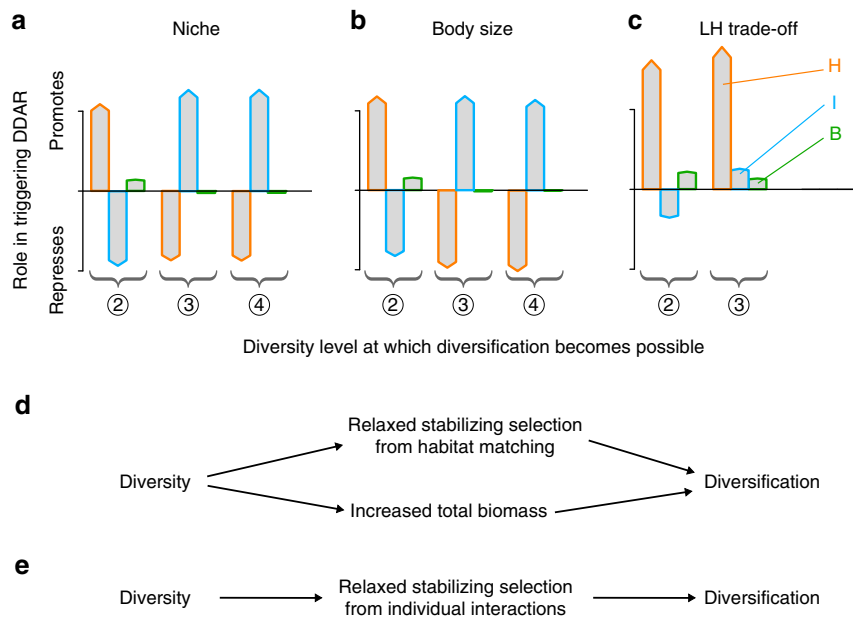 a
Niche
b
Body size
c
LH trade-off
Role in triggering DDAR
Promotes
Represses
H
I
B
② ③ ④
② ③ ④
② ③
Diversity level at which diversification becomes possible
d
Relaxed stabilizing selection
from habitat matching
Diversity
Diversification
Increased total biomass
e
Diversity
Relaxed stabilizing selection
from individual interactions
Diversification